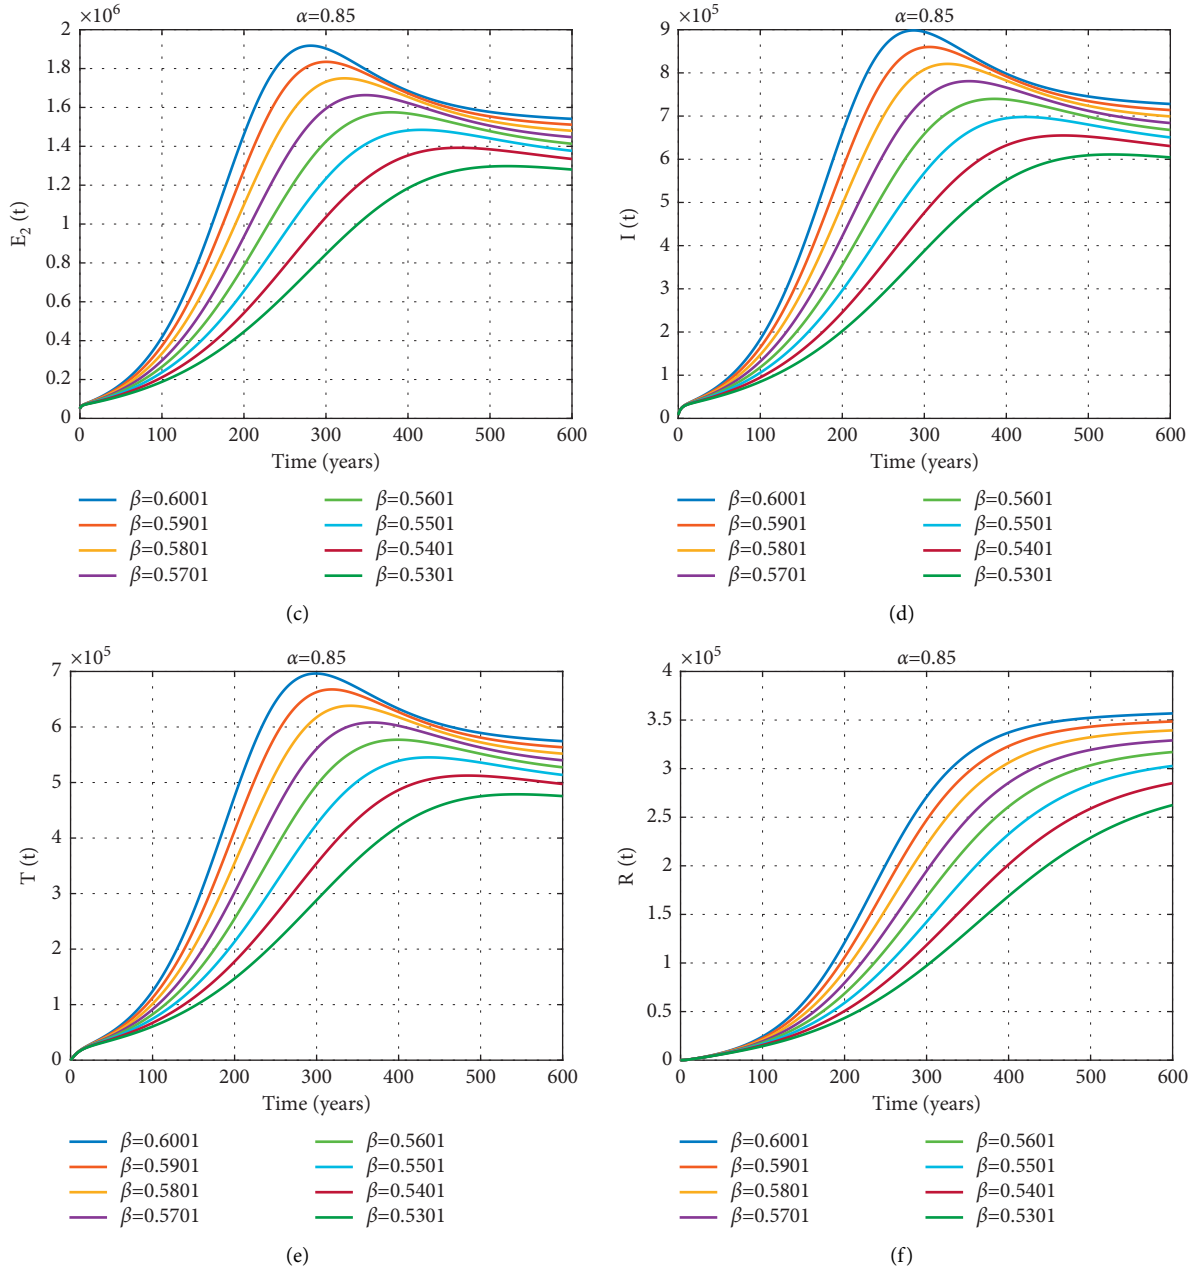 ×10⁶
α=0.85
2
1.8
1.6
1.4
1.2
1
0.8
0.6
0.4
0.2
0
E₂ (t)
0 100 200 300 400 500 600
Time (years)
β=0.6001
β=0.5901
β=0.5801
β=0.5701
β=0.5601
β=0.5501
β=0.5401
β=0.5301
(c)
×10⁵
α=0.85
9
8
7
6
5
4
3
2
1
0
I (t)
0 100 200 300 400 500 600
Time (years)
β=0.6001
β=0.5901
β=0.5801
β=0.5701
β=0.5601
β=0.5501
β=0.5401
β=0.5301
(d)
×10⁵
α=0.85
7
6
5
4
3
2
1
0
T (t)
0 100 200 300 400 500 600
Time (years)
β=0.6001
β=0.5901
β=0.5801
β=0.5701
β=0.5601
β=0.5501
β=0.5401
β=0.5301
(e)
×10⁵
α=0.85
4
3.5
3
2.5
2
1.5
1
0.5
0
R (t)
0 100 200 300 400 500 600
Time (years)
β=0.6001
β=0.5901
β=0.5801
β=0.5701
β=0.5601
β=0.5501
β=0.5401
β=0.5301
(f)